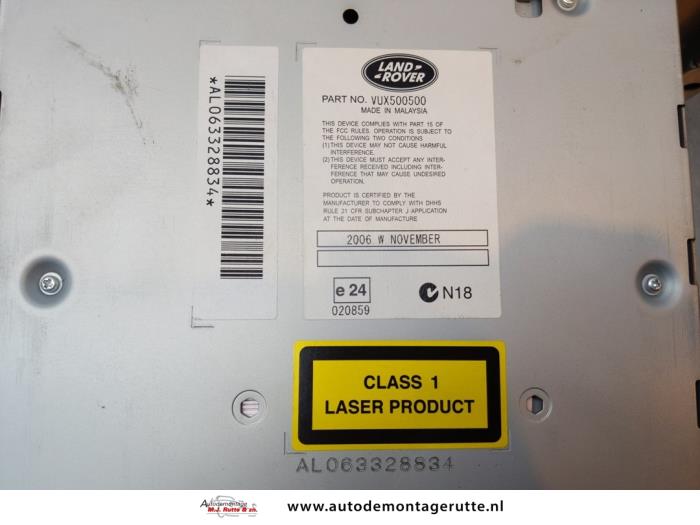 *AL063328834*
LAND-
-ROVER
PART NO. VUX500500
MADE IN MALAYSIA
THIS DEVICE COMPLIES WITH PART 15 OF
THE FCC RULES. OPERATION IS SUBJECT TO
THE FOLLOWING TWO CONDITIONS
(1)THIS DEVICE MAY NOT CAUSE HARMFUL
INTERFERENCE.
(2)THIS DEVICE MUST ACCEPT ANY INTER-
FERENCE RECEIVED INCLUDING INTER-
FERENCE THAT MAY CAUSE UNDESIRED
OPERATION.
PRODUCT IS CERTIFIED BY THE
MANUFACTURER TO COMPLY WITH DHHS
RULE 21 CFR SUBCHAPTER J APPLICATION
AT THE DATE OF MANUFACTURE
2006 W NOVEMBER
e 24
020859
N18
CLASS 1
LASER PRODUCT
AL063328834
Autodemontage
M.J. Rutte & zn.
www.autodemontagerutte.nl